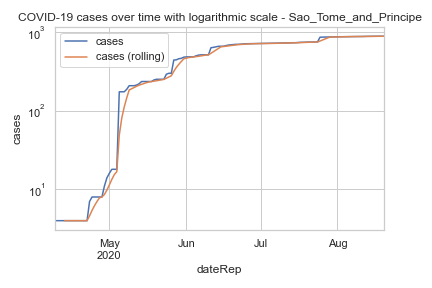 COVID-19 cases over time with logarithmic scale - Sao_Tome_and_Principe
cases
cases (rolling)
10³
10²
10¹
cases
May
2020
Jun
Jul
Aug
dateRep